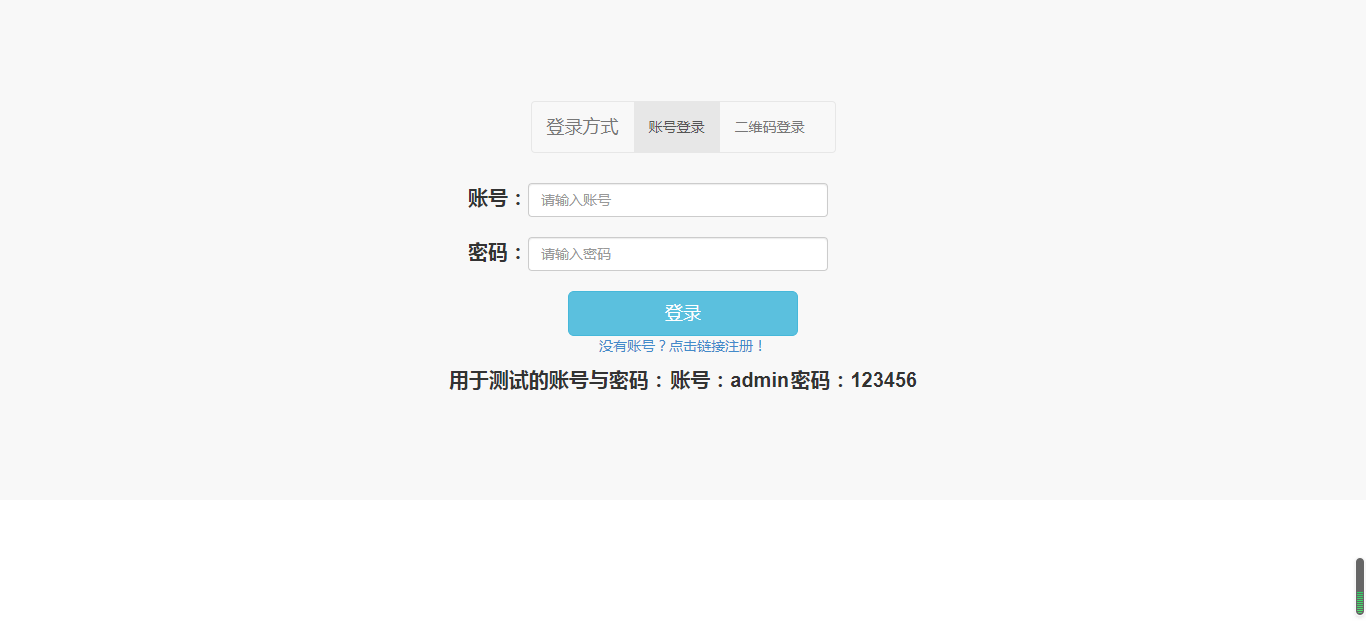 登录方式 账号登录 二维码登录
账号：请输入账号
密码：请输入密码
登录
没有账号？点击链接注册！
用于测试的账号与密码：账号：admin密码：123456